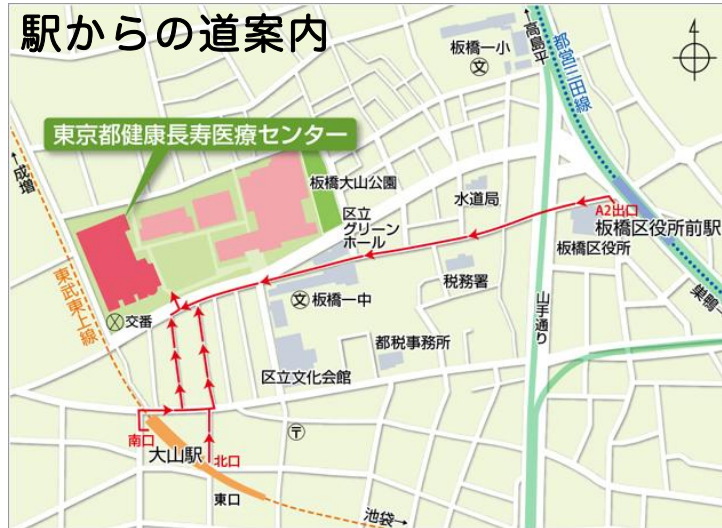 駅からの道案内
板橋一小
文
←高島平
都営三田線
東京都健康長寿医療センター
←成増
板橋大山公園
水道局
A2出口
区立
グリーン
ホール
板橋区役所前駅
板橋区役所
東武東上線
文 板橋一中
税務署
山手通り
巣鴨→
交番
都税事務所
区立文化会館
南口
〒
大山駅
北口
東口
池袋→